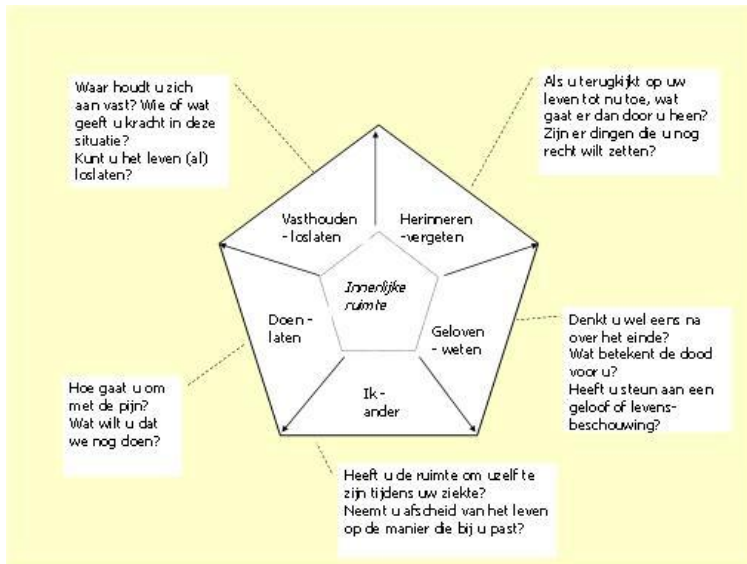 Waar houdt u zich
aan vast? Wie of wat
geeft u kracht in deze
situatie?
Kunt u het leven (al)
loslaten?
Als u terugkijkt op uw
leven tot nu toe, wat
gaat er dan door u heen?
Zijn er dingen die u nog
recht wilt zetten?
Vasthouden
- loslaten
Herinneren
-vergeten
Innerlijke
ruimte
Doen -
laten
Geloven
- weten
Ik -
ander
Denkt u wel eens na
over het einde?
Wat betekent de dood
voor u?
Heeft u steun aan een
geloof of levens-
beschouwing?
Hoe gaat u om
met de pijn?
Wat wilt u dat
we nog doen?
Heeft u de ruimte om uzelf te
zijn tijdens uw ziekte?
Neemt u afscheid van het leven
op de manier die bij u past?